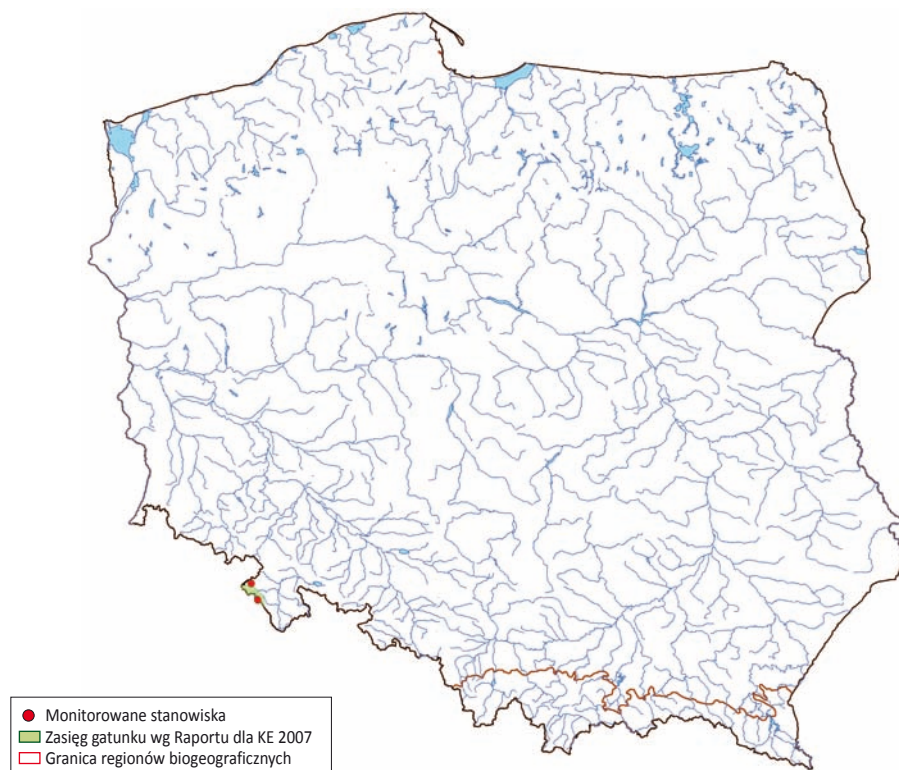 Monitorowane stanowiska
Zasięg gatunku wg Raportu dla KE 2007
Granica regionów biogeograficznych